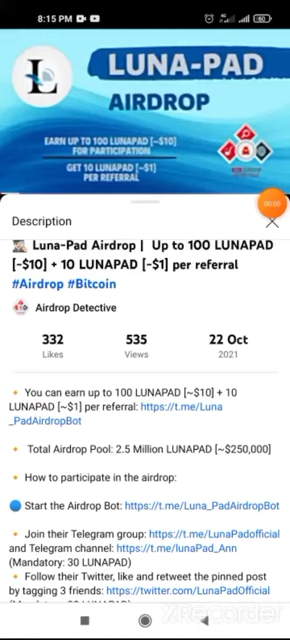 8:15 PM
60
L
LUNA-PAD
AIRDROP
EARN UP TO 100 LUNAPAD [~$10]
FOR PARTICIPATION
GET 10 LUNAPAD [~$1]
PER REFERRAL
00:00
Description
Luna-Pad Airdrop | Up to 100 LUNAPAD
[~$10] + 10 LUNAPAD [~$1] per referral
#Airdrop #Bitcoin
Airdrop Detective
332 535 22 Oct
Likes Views 2021
You can earn up to 100 LUNAPAD [~$10] + 10
LUNAPAD [~$1] per referral: https://t.me/Luna
_PadAirdropBot
Total Airdrop Pool: 2.5 Million LUNAPAD [~$250,000]
How to participate in the airdrop:
Start the Airdrop Bot: https://t.me/Luna_PadAirdropBot
Join their Telegram group: https://t.me/LunaPadofficial
and Telegram channel: https://t.me/lunaPad_Ann
(Mandatory: 30 LUNAPAD)
Follow their Twitter, like and retweet the pinned post
by tagging 3 friends: https://twitter.com/LunaPadOfficial
XRECORDER